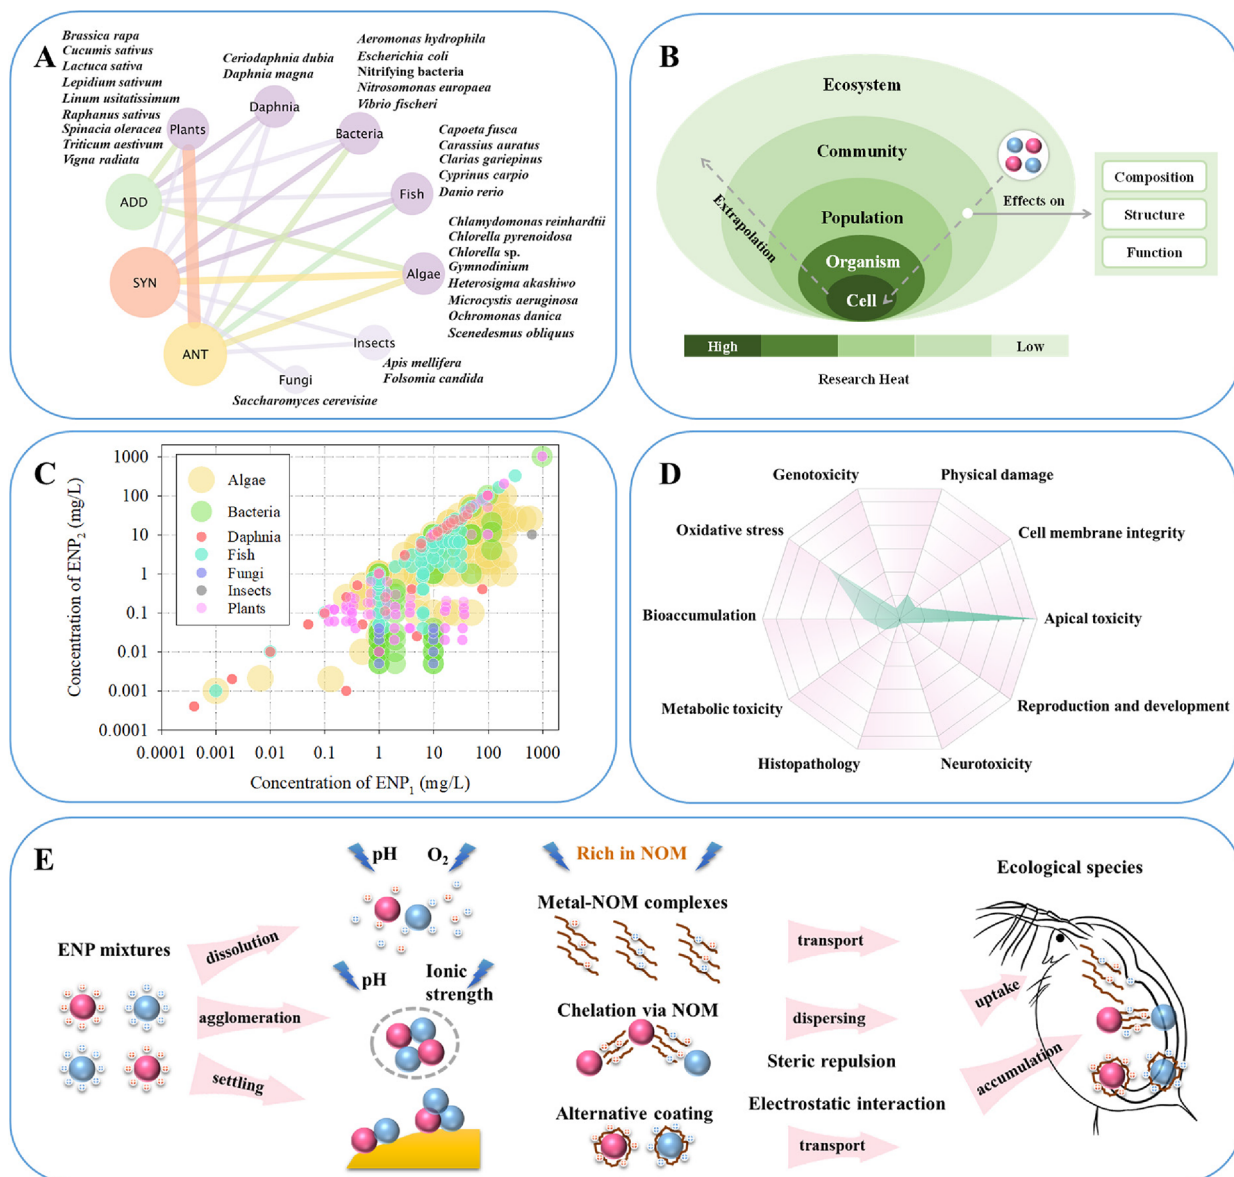 A
Brassica rapa
Cucumis sativus
Lactuca sativa
Lepidium sativum
Linum usitatissimum
Raphanus sativus
Spinacia oleracea
Triticum aestivum
Vigna radiata
Plants
Ceriodaphnia dubia
Daphnia magna
Daphnia
Aeromonas hydrophila
Escherichia coli
Nitrifying bacteria
Nitrosomonas europaea
Vibrio fischeri
Bacteria
Capoeta fusca
Carassius auratus
Clarias gariepinus
Cyprinus carpio
Danio rerio
Fish
Chlamydomonas reinhardtii
Chlorella pyrenoidosa
Chlorella sp.
Gymnodinium
Heterosigma akashiwo
Microcystis aeruginosa
Ochromonas danica
Scenedesmus obliquus
Algae
ADD
SYN
ANT
Insects
Apis mellifera
Folsomia candida
Fungi
Saccharomyces cerevisiae
B
Ecosystem
Community
Population
Organism
Cell
Extrapolation
Effects on
Composition
Structure
Function
High
Low
Research Heat
C
Concentration of ENP2 (mg/L)
1000
100
10
1
0.1
0.01
0.001
0.0001
Algae
Bacteria
Daphnia
Fish
Fungi
Insects
Plants
0.0001 0.001 0.01 0.1 1 10 100 1000
Concentration of ENP1 (mg/L)
D
Genotoxicity
Physical damage
Oxidative stress
Cell membrane integrity
Bioaccumulation
Apical toxicity
Metabolic toxicity
Reproduction and development
Histopathology
Neurotoxicity
E
ENP mixtures
dissolution
agglomeration
settling
pH
O2
pH
Ionic
strength
Rich in NOM
Metal-NOM complexes
Chelation via NOM
Alternative coating
transport
dispersing
Steric repulsion
Electrostatic interaction
transport
Ecological species
uptake
accumulation